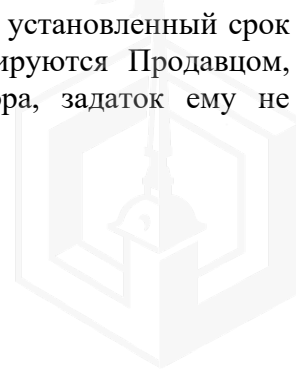 установленный срок
ируются Продавцом,
ра, задаток ему не